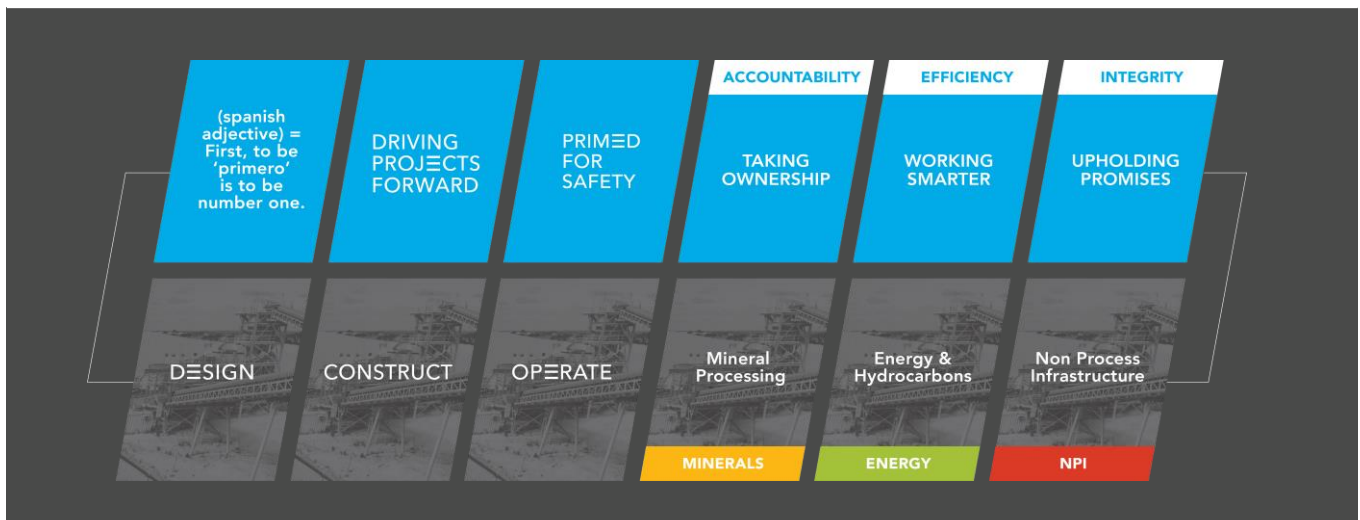 (spanish
adjective) =
First, to be
‘primero’
is to be
number one.
DRIVING
PROJECTS
FORWARD
PRIMED
FOR
SAFETY
ACCOUNTABILITY
TAKING
OWNERSHIP
EFFICIENCY
WORKING
SMARTER
INTEGRITY
UPHOLDING
PROMISES
DESIGN
CONSTRUCT
OPERATE
Mineral
Processing
MINERALS
Energy &
Hydrocarbons
ENERGY
Non Process
Infrastructure
NPI